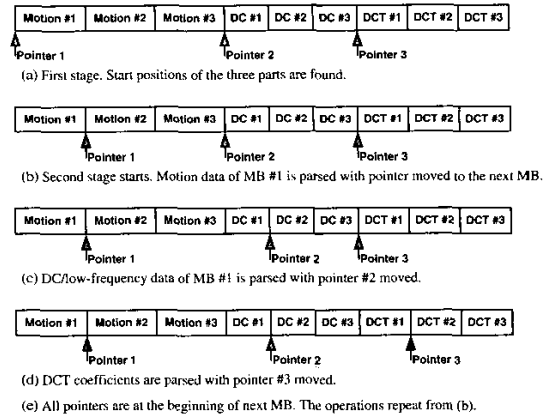 Motion #1 Motion #2 Motion #3 DC #1 DC #2 DC #3 DCT #1 DCT #2 DCT #3
Pointer 1 Pointer 2 Pointer 3
(a) First stage. Start positions of the three parts are found.
Motion #1 Motion #2 Motion #3 DC #1 DC #2 DC #3 DCT #1 DCT #2 DCT #3
Pointer 1 Pointer 2 Pointer 3
(b) Second stage starts. Motion data of MB #1 is parsed with pointer moved to the next MB.
Motion #1 Motion #2 Motion #3 DC #1 DC #2 DC #3 DCT #1 DCT #2 DCT #3
Pointer 1 Pointer 2 Pointer 3
(c) DC/low-frequency data of MB #1 is parsed with pointer #2 moved.
Motion #1 Motion #2 Motion #3 DC #1 DC #2 DC #3 DCT #1 DCT #2 DCT #3
Pointer 1 Pointer 2 Pointer 3
(d) DCT coefficients are parsed with pointer #3 moved.
(e) All pointers are at the beginning of next MB. The operations repeat from (b).